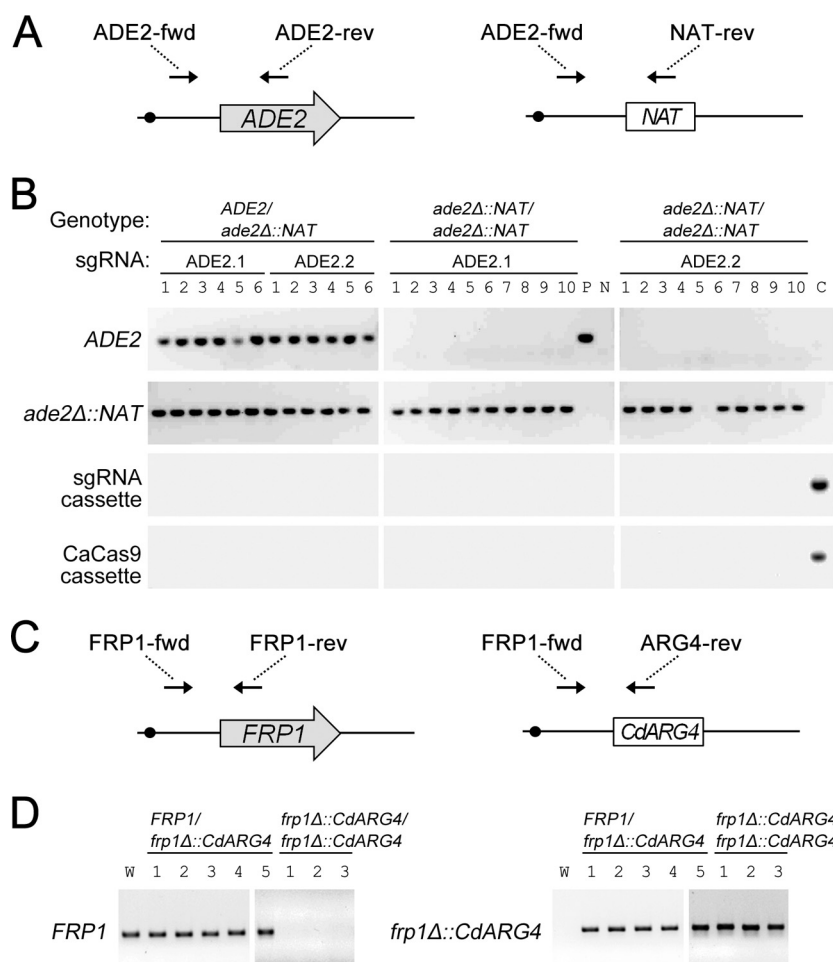 A
ADE2-fwd ADE2-rev ADE2-fwd NAT-rev
ADE2 NAT
B
Genotype: ADE2/ ade2Δ::NAT/ ade2Δ::NAT/
ade2Δ::NAT ade2Δ::NAT ade2Δ::NAT
sgRNA: ADE2.1 ADE2.2 ADE2.1 ADE2.2
1 2 3 4 5 6 1 2 3 4 5 6 1 2 3 4 5 6 7 8 9 10 P N 1 2 3 4 6 7 8 9 10 C
ADE2
ade2Δ::NAT
sgRNA
cassette
CaCas9
cassette
C
FRP1-fwd FRP1-rev FRP1-fwd ARG4-rev
FRP1 CdARG4
D
FRP1/ frp1Δ::CdARG4/ FRP1/ frp1Δ::CdARG4
frp1Δ::CdARG4 frp1Δ::CdARG4 frp1Δ::CdARG4 frp1Δ::CdARG4
W 1 2 3 4 5 1 2 3 W 1 2 3 4 5 1 2 3
FRP1 frp1Δ::CdARG4